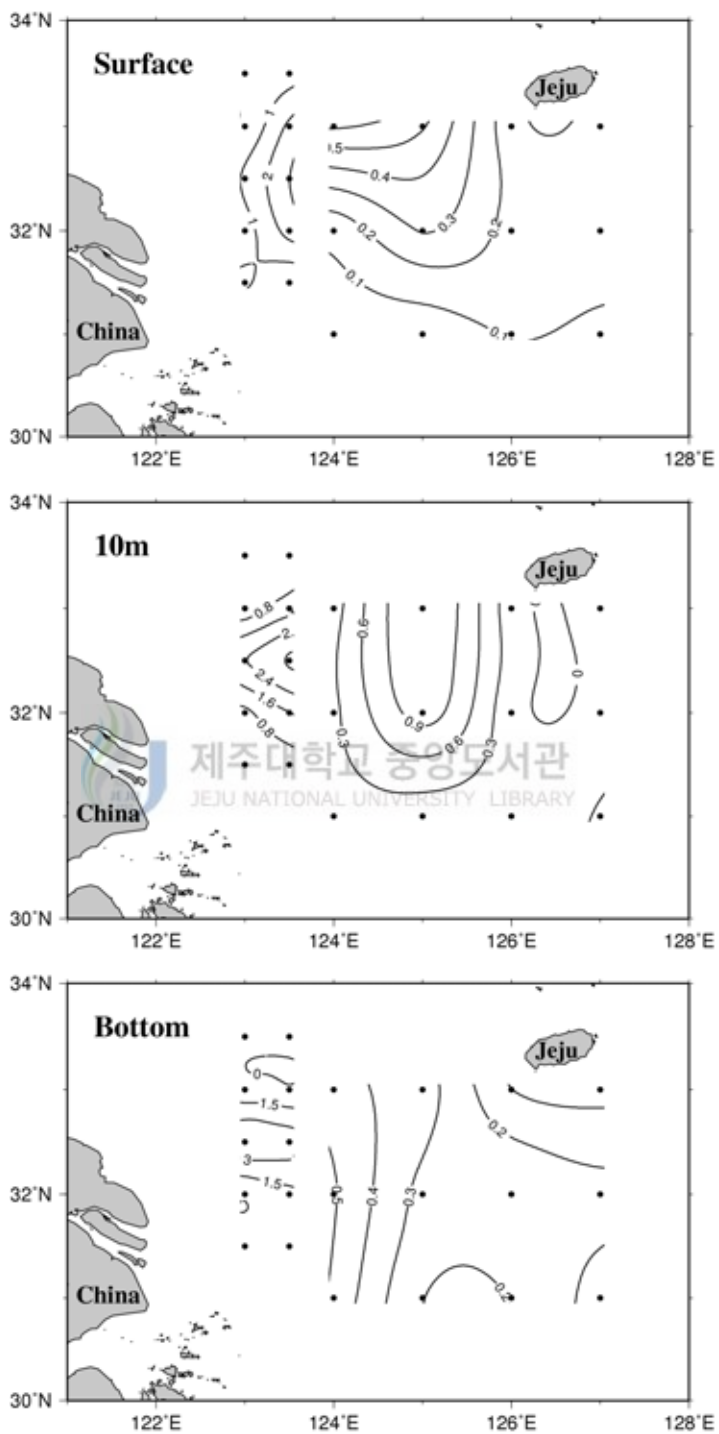 34°N
Surface
Jeju
1
0.5
2
0.4
0.3
32°N
1
0.2
0.2
0.1
China
0.1
30°N
122°E
124°E
126°E
128°E
34°N
10m
Jeju
0.8
0.6
2.4
0
1.6
32°N
0.8
0.9
0.6
0.3
0.3
제주대학교 중앙도서관
JEJU
JEJU NATIONAL UNIVERSITY LIBRARY
China
30°N
122°E
124°E
126°E
128°E
34°N
Bottom
Jeju
0
1.5
0.2
3
1.5
32°N
0.5
0.4
0.3
China
0.2
30°N
122°E
124°E
126°E
128°E